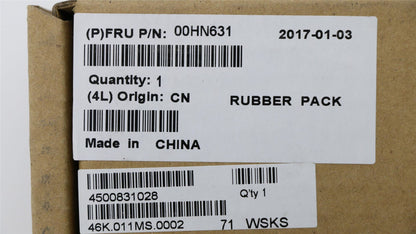 (P)FRU P/N: 00HN631 2017-01-03
Quantity: 1
(4L) Origin: CN RUBBER PACK
Made in CHINA
4500831028 Q'ty 1
46K.011MS.0002 71 WSKS